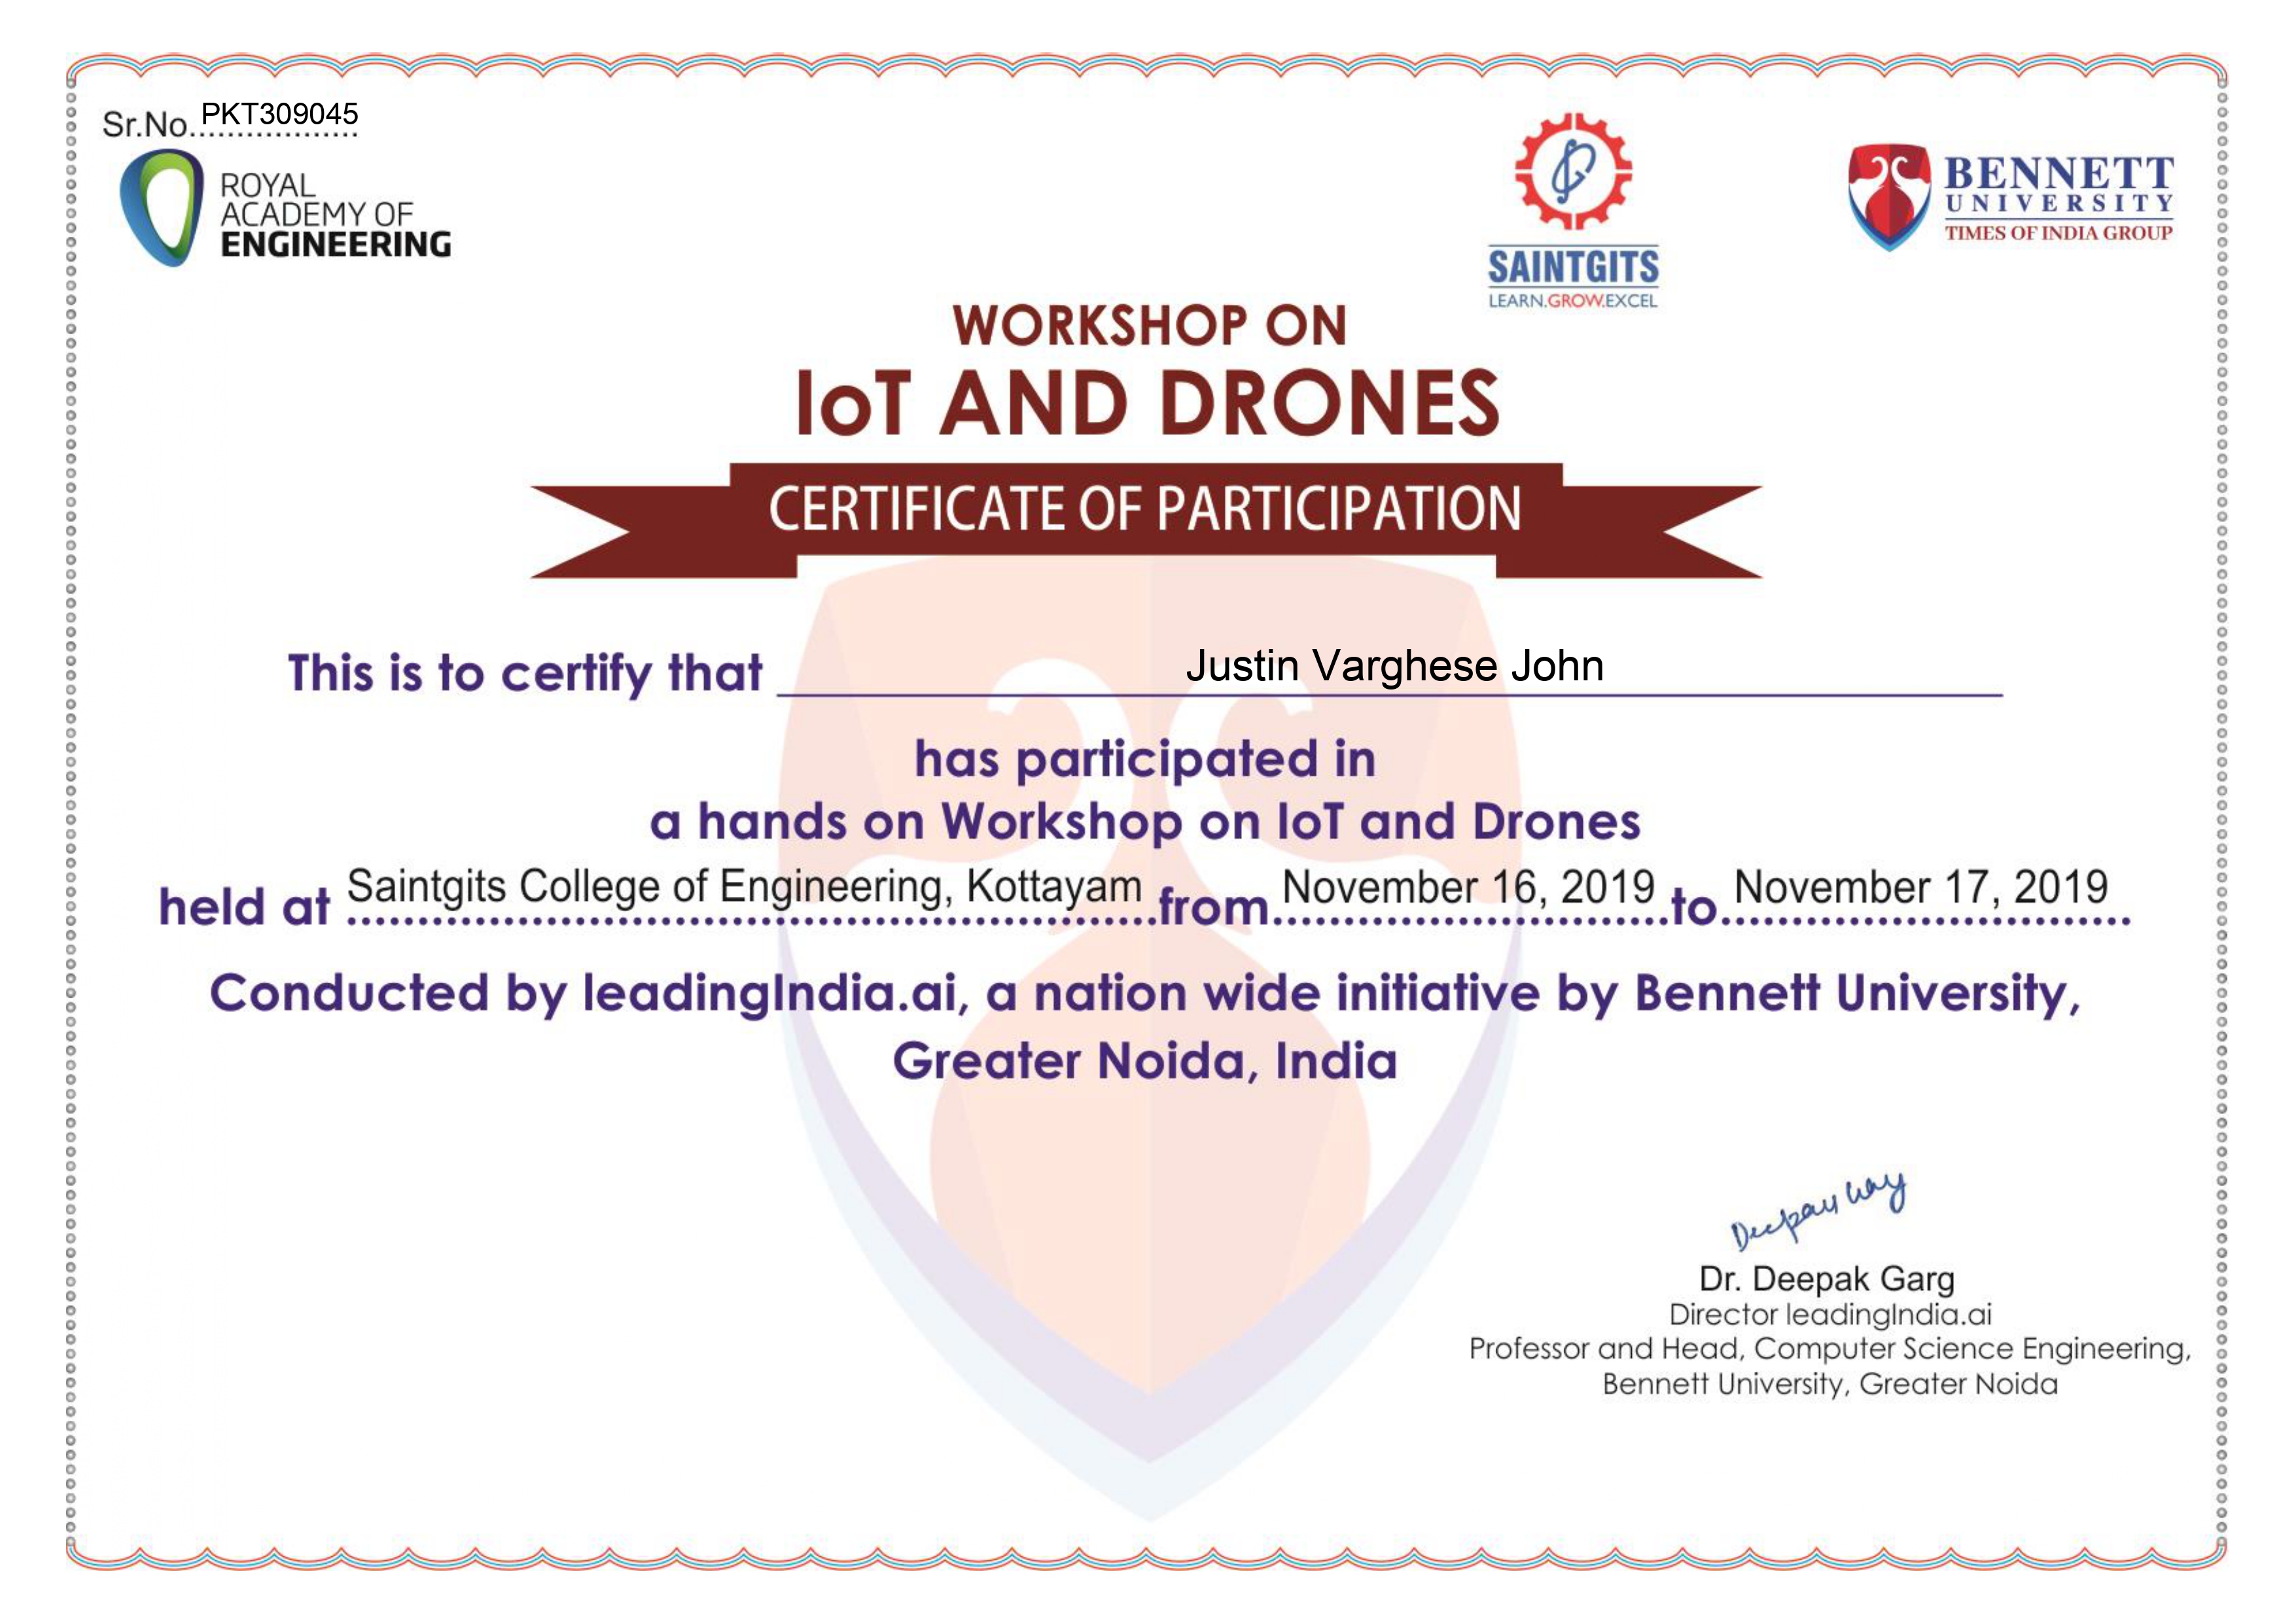 Sr.No. PKT309045
ROYAL
ACADEMY OF
ENGINEERING
SAINTGITS
LEARN.GROW.EXCEL
BENNETT
UNIVERSITY
TIMES OF INDIA GROUP
WORKSHOP ON
IoT AND DRONES
CERTIFICATE OF PARTICIPATION
This is to certify that Justin Varghese John
has participated in
a hands on Workshop on IoT and Drones
held at Saintgits College of Engineering, Kottayam from November 16, 2019 to November 17, 2019
Conducted by leadingIndia.ai, a nation wide initiative by Bennett University,
Greater Noida, India
Dr. Deepak Garg
Director leadingIndia.ai
Professor and Head, Computer Science Engineering,
Bennett University, Greater Noida